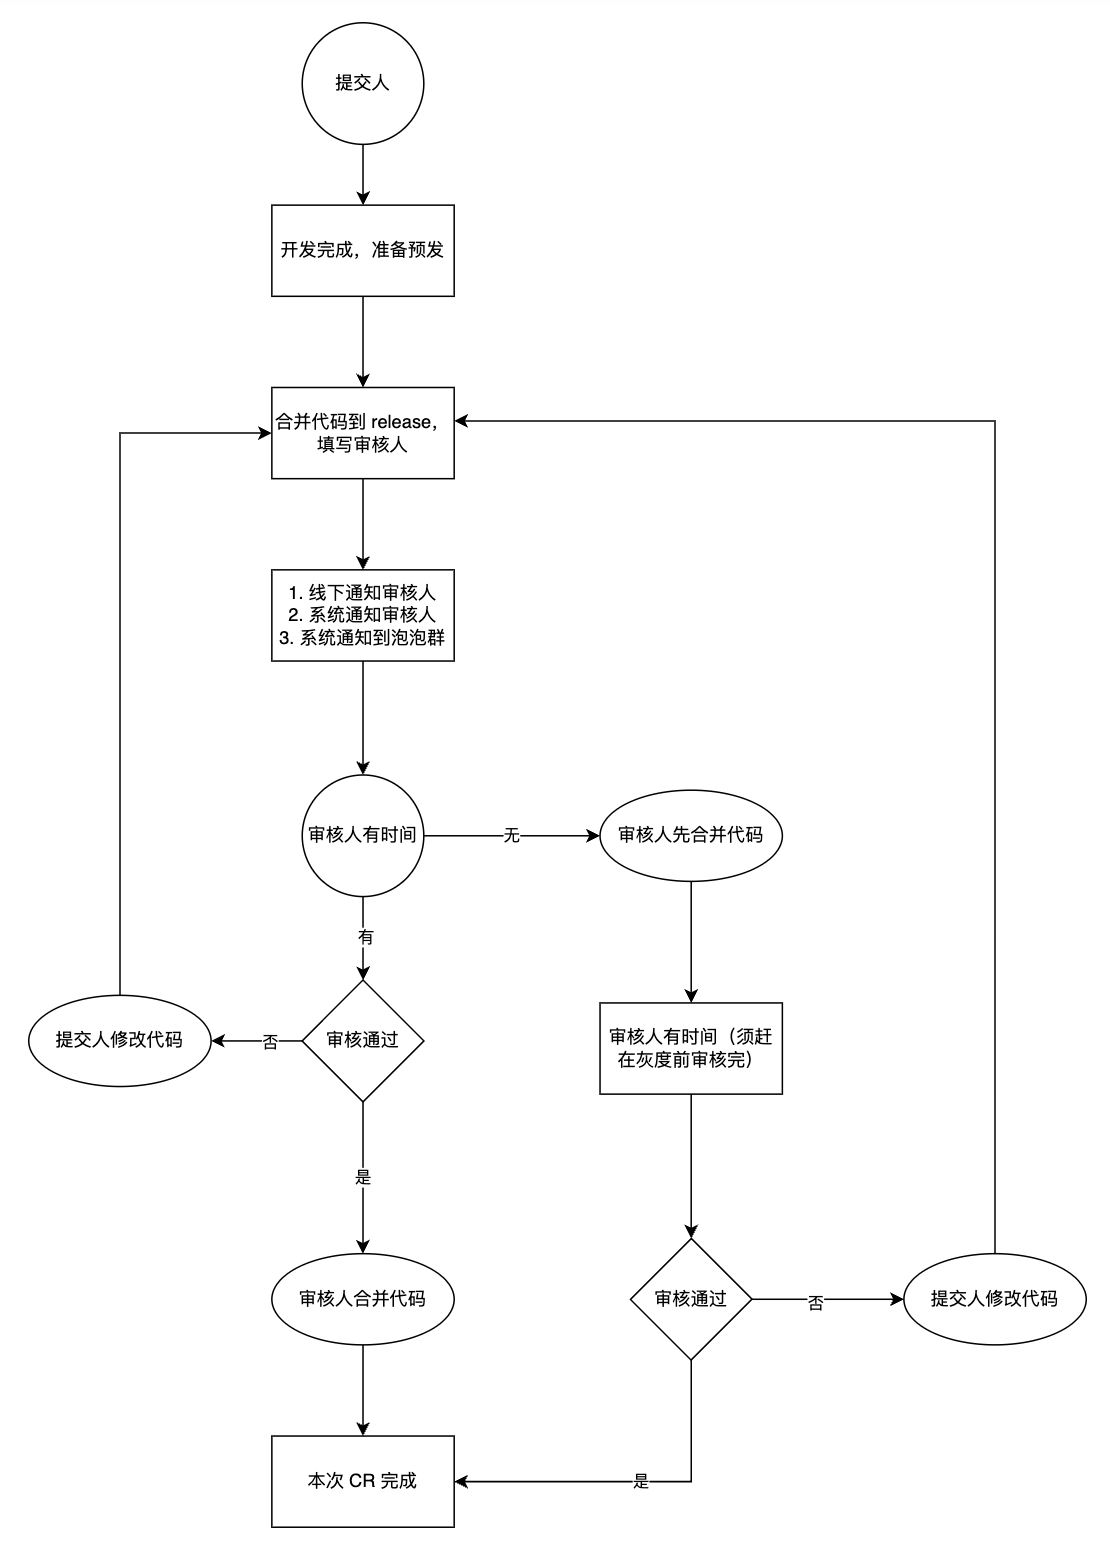 提交人
开发完成，准备预发
合并代码到 release，
填写审核人
1. 线下通知审核人
2. 系统通知审核人
3. 系统通知到泡泡群
审核人有时间
无
审核人先合并代码
有
审核人有时间（须赶
在灰度前审核完）
提交人修改代码
否
审核通过
是
审核人合并代码
审核通过
否
提交人修改代码
本次 CR 完成
是